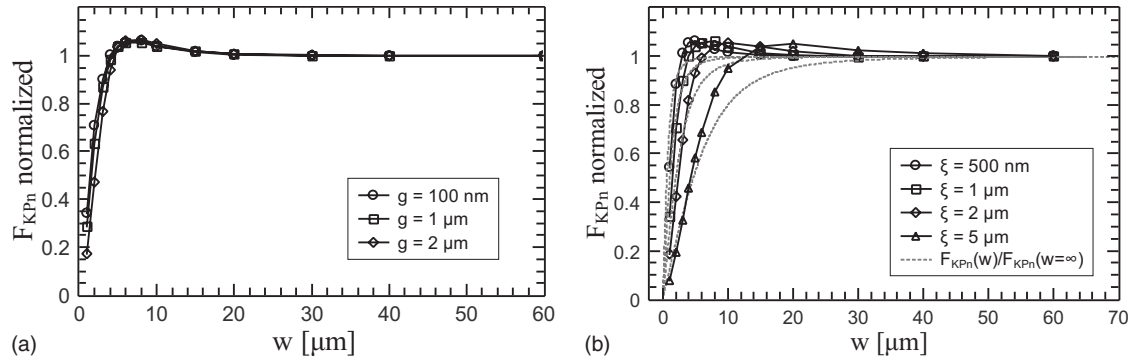 F_KPn normalized
1
0.8
0.6
0.4
0.2
0
0 10 20 30 40 50 60
w [μm]
g = 100 nm
g = 1 μm
g = 2 μm
(a)
F_KPn normalized
1
0.8
0.6
0.4
0.2
0
0 10 20 30 40 50 60 70
w [μm]
ξ = 500 nm
ξ = 1 μm
ξ = 2 μm
ξ = 5 μm
F_KPn(w)/F_KPn(w=∞)
(b)